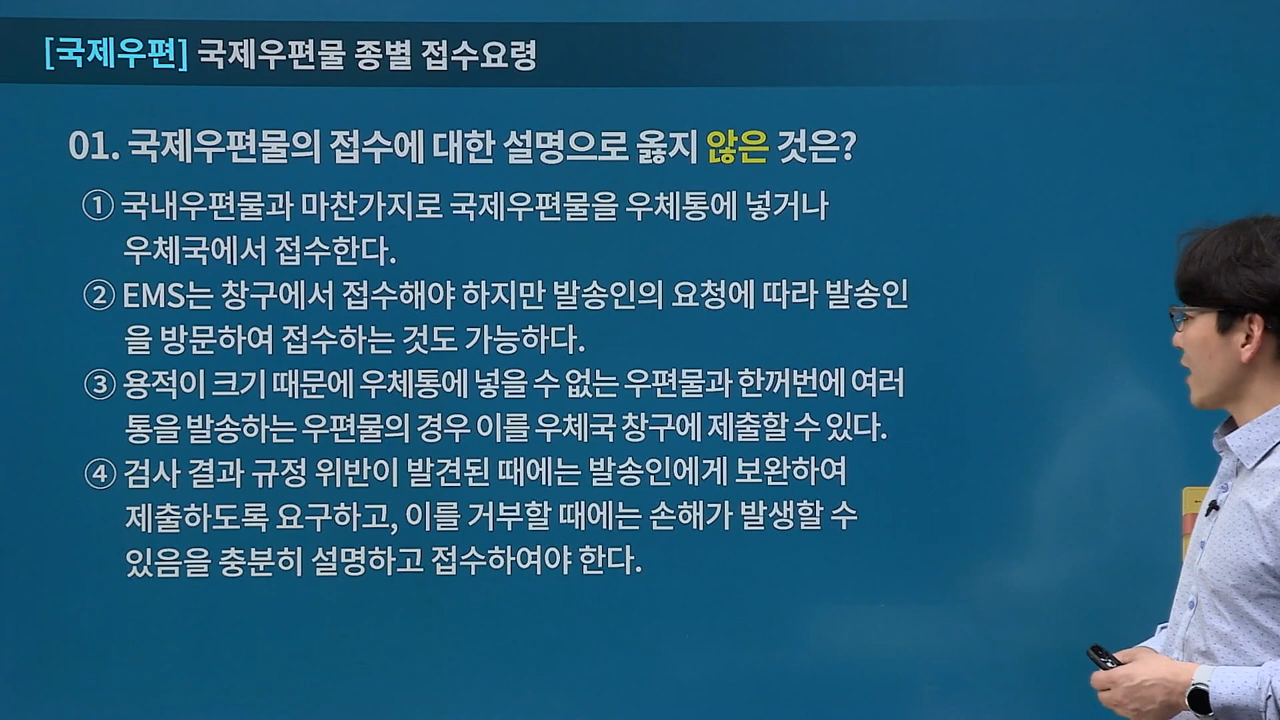 [국제우편] 국제우편물 종별 접수요령
01. 국제우편물의 접수에 대한 설명으로 옳지 않은 것은?
① 국내우편물과 마찬가지로 국제우편물을 우체통에 넣거나
우체국에서 접수한다.
② EMS는 창구에서 접수해야 하지만 발송인의 요청에 따라 발송인
을 방문하여 접수하는 것도 가능하다.
③ 용적이 크기 때문에 우체통에 넣을 수 없는 우편물과 한꺼번에 여러
통을 발송하는 우편물의 경우 이를 우체국 창구에 제출할 수 있다.
④ 검사 결과 규정 위반이 발견된 때에는 발송인에게 보완하여
제출하도록 요구하고, 이를 거부할 때에는 손해가 발생할 수
있음을 충분히 설명하고 접수하여야 한다.